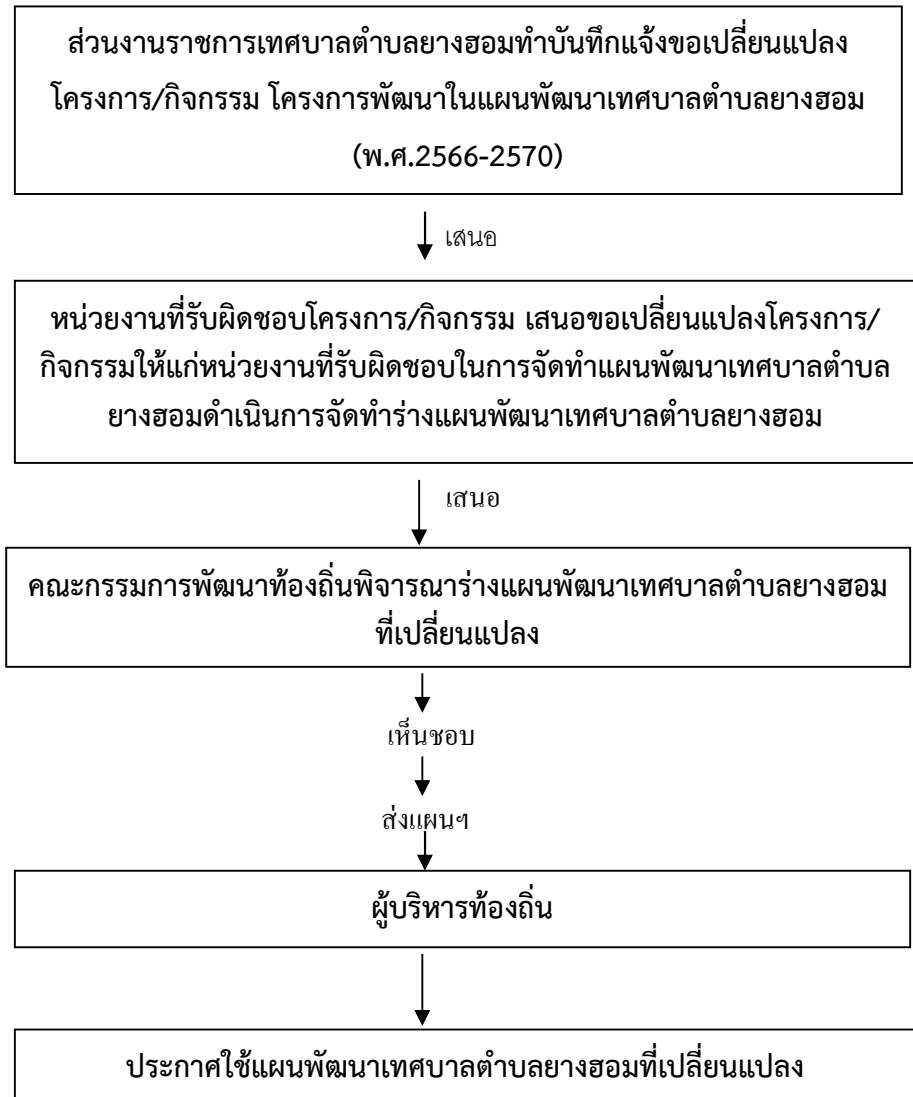 ส่วนงานราชการเทศบาลตำบลยางฮอมทำบันทึกแจ้งขอเปลี่ยนแปลง
โครงการ/กิจกรรม โครงการพัฒนาในแผนพัฒนาเทศบาลตำบลยางฮอม
(พ.ศ.2566-2570)
เสนอ
หน่วยงานที่รับผิดชอบโครงการ/กิจกรรม เสนอขอเปลี่ยนแปลงโครงการ/
กิจกรรมให้แก่หน่วยงานที่รับผิดชอบในการจัดทำแผนพัฒนาเทศบาลตำบล
ยางฮอมดำเนินการจัดทำร่างแผนพัฒนาเทศบาลตำบลยางฮอม
เสนอ
คณะกรรมการพัฒนาท้องถิ่นพิจารณาร่างแผนพัฒนาเทศบาลตำบลยางฮอม
ที่เปลี่ยนแปลง
เห็นชอบ
ส่งแผนฯ
ผู้บริหารท้องถิ่น
ประกาศใช้แผนพัฒนาเทศบาลตำบลยางฮอมที่เปลี่ยนแปลง